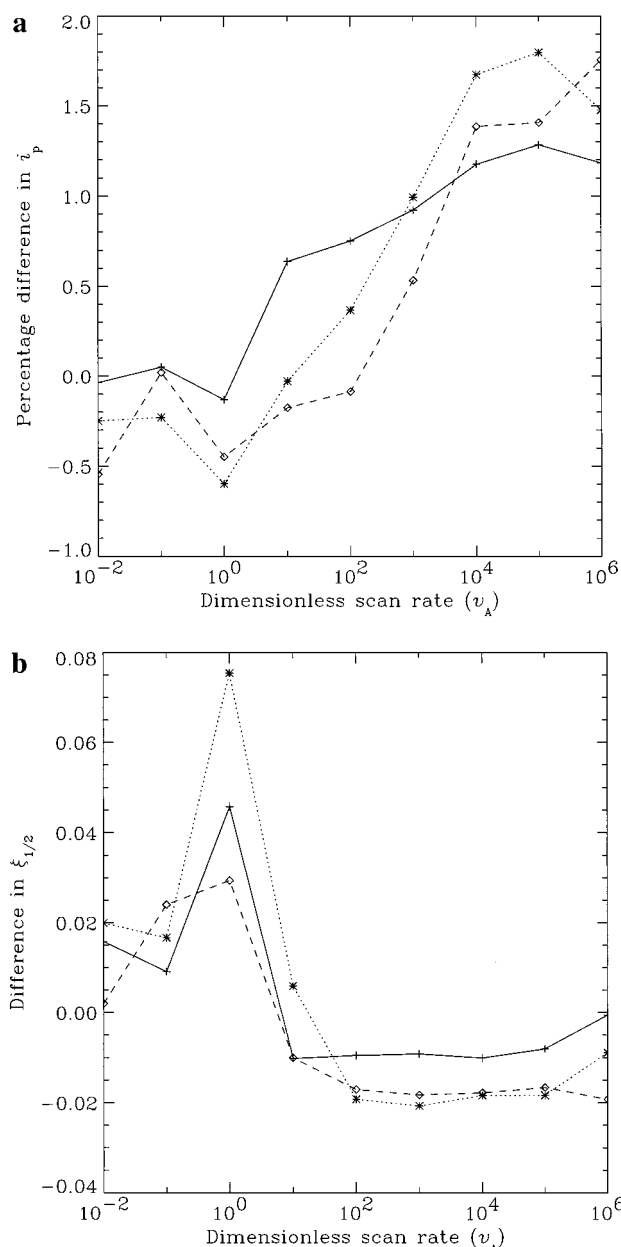 a
2.0
1.5
1.0
0.5
0.0
−0.5
−1.0
Percentage difference in i_p
10^−2 10^0 10^2 10^4 10^6
Dimensionless scan rate (υ_A)
b
0.08
0.06
0.04
0.02
0.00
−0.02
−0.04
Difference in ξ_1/2
10^−2 10^0 10^2 10^4 10^6
Dimensionless scan rate (υ